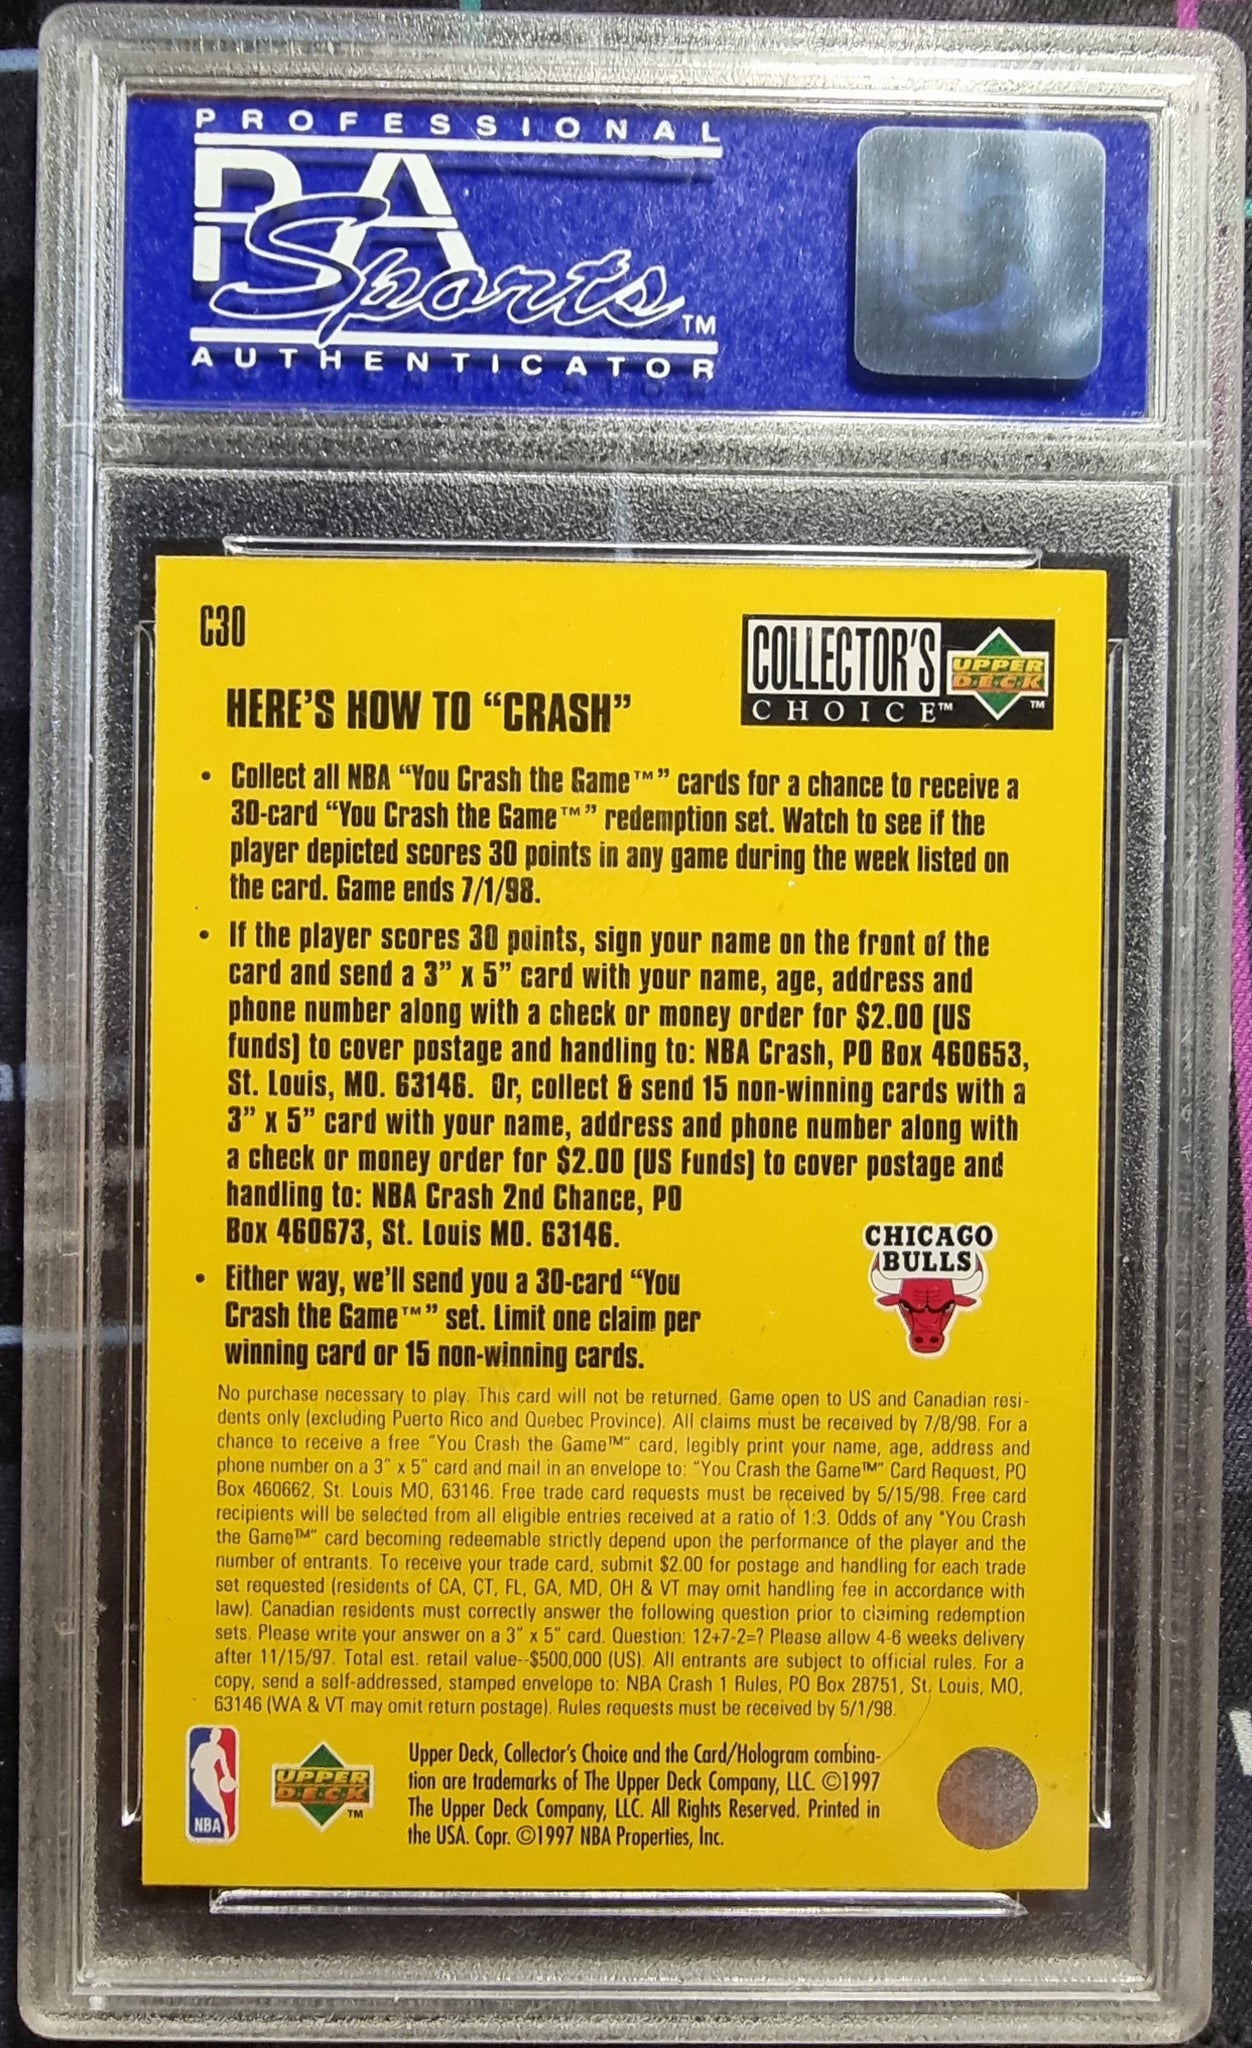 PROFESSIONAL
PSA
Sports™
AUTHENTICATOR
C30
COLLECTOR'S
CHOICE™
UPPER
DECK
™
HERE'S HOW TO “CRASH”
• Collect all NBA “You Crash the Game™” cards for a chance to receive a
30-card “You Crash the Game™” redemption set. Watch to see if the
player depicted scores 30 points in any game during the week listed on
the card. Game ends 7/1/98.
• If the player scores 30 points, sign your name on the front of the
card and send a 3” x 5” card with your name, age, address and
phone number along with a check or money order for $2.00 (US
funds) to cover postage and handling to: NBA Crash, PO Box 460653,
St. Louis, MO. 63146. Or, collect & send 15 non-winning cards with a
3” x 5” card with your name, address and phone number along with
a check or money order for $2.00 (US Funds) to cover postage and
handling to: NBA Crash 2nd Chance, PO
Box 460673, St. Louis MO. 63146.
CHICAGO
BULLS
• Either way, we'll send you a 30-card “You
Crash the Game™” set. Limit one claim per
winning card or 15 non-winning cards.
No purchase necessary to play. This card will not be returned. Game open to US and Canadian resi-
dents only (excluding Puerto Rico and Quebec Province). All claims must be received by 7/8/98. For a
chance to receive a free “You Crash the Game™” card, legibly print your name, age, address and
phone number on a 3” x 5” card and mail in an envelope to: “You Crash the Game™” Card Request, PO
Box 460662, St. Louis MO, 63146. Free trade card requests must be received by 5/15/98. Free card
recipients will be selected from all eligible entries received at a ratio of 1:3. Odds of any “You Crash
the Game™” card becoming redeemable strictly depend upon the performance of the player and the
number of entrants. To receive your trade card, submit $2.00 for postage and handling for each trade
set requested (residents of CA, CT, FL, GA, MD, OH & VT may omit handling fee in accordance with
law). Canadian residents must correctly answer the following question prior to claiming redemption
sets. Please write your answer on a 3” x 5” card. Question: 12+7-2=? Please allow 4-6 weeks delivery
after 11/15/97. Total est. retail value--$500,000 (US). All entrants are subject to official rules. For a
copy, send a self-addressed, stamped envelope to: NBA Crash 1 Rules, PO Box 28751, St. Louis, MO,
63146 (WA & VT may omit return postage). Rules requests must be received by 5/1/98.
NBA
UPPER
DECK
™
Upper Deck, Collector's Choice and the Card/Hologram combina-
tion are trademarks of The Upper Deck Company, LLC. ©1997
The Upper Deck Company, LLC. All Rights Reserved. Printed in
the USA. Copr. ©1997 NBA Properties, Inc.